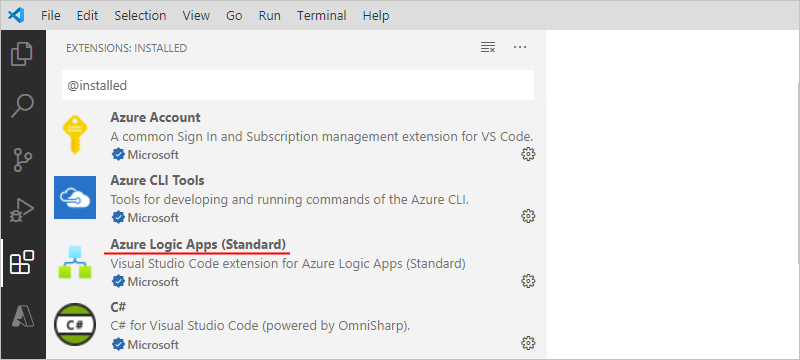 File Edit Selection View Go Run Terminal Help
EXTENSIONS: INSTALLED
@installed
Azure Account
A common Sign In and Subscription management extension for VS Code.
Microsoft
Azure CLI Tools
Tools for developing and running commands of the Azure CLI.
Microsoft
Azure Logic Apps (Standard)
Visual Studio Code extension for Azure Logic Apps (Standard)
Microsoft
C#
C#
C# for Visual Studio Code (powered by OmniSharp).
Microsoft